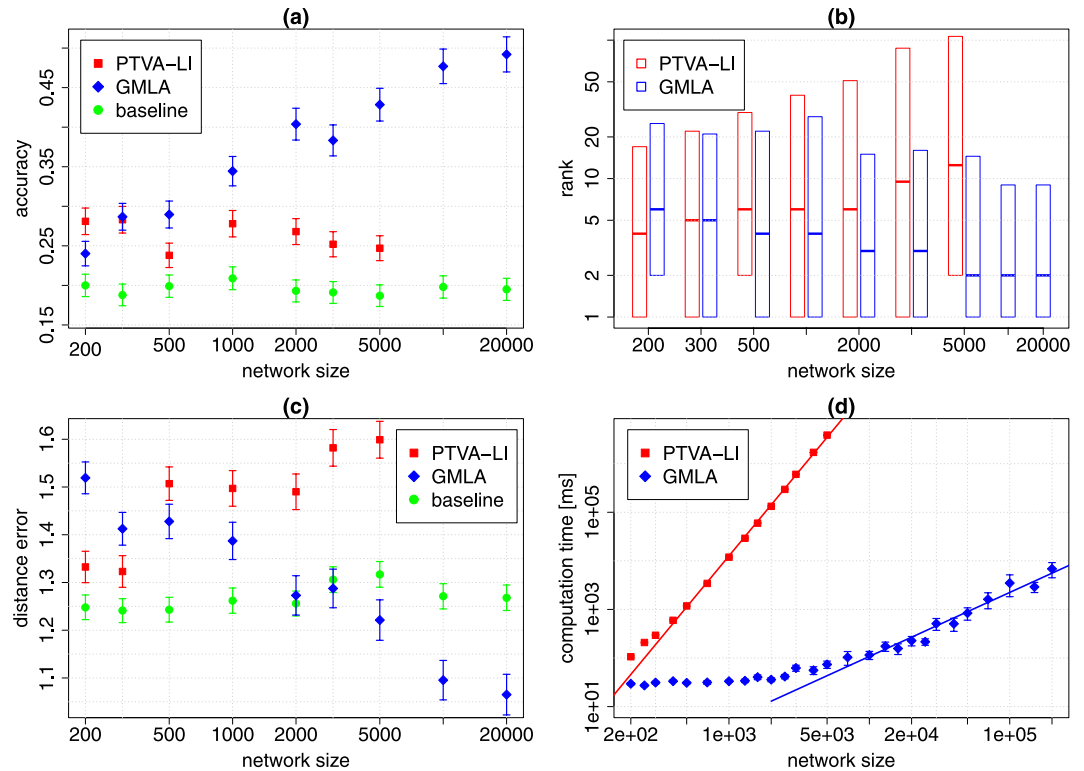 (a)
PTVA-LI
GMLA
baseline
accuracy
0.15 0.25 0.35 0.45
200 500 1000 2000 5000 20000
network size
(b)
PTVA-LI
GMLA
rank
1 2 5 10 20 50
200 300 500 2000 5000 20000
network size
(c)
PTVA-LI
GMLA
baseline
distance error
1.1 1.2 1.3 1.4 1.5 1.6
200 500 1000 2000 5000 20000
network size
(d)
PTVA-LI
GMLA
computation time [ms]
1e+01 1e+03 1e+05
2e+02 1e+03 5e+03 2e+04 1e+05
network size